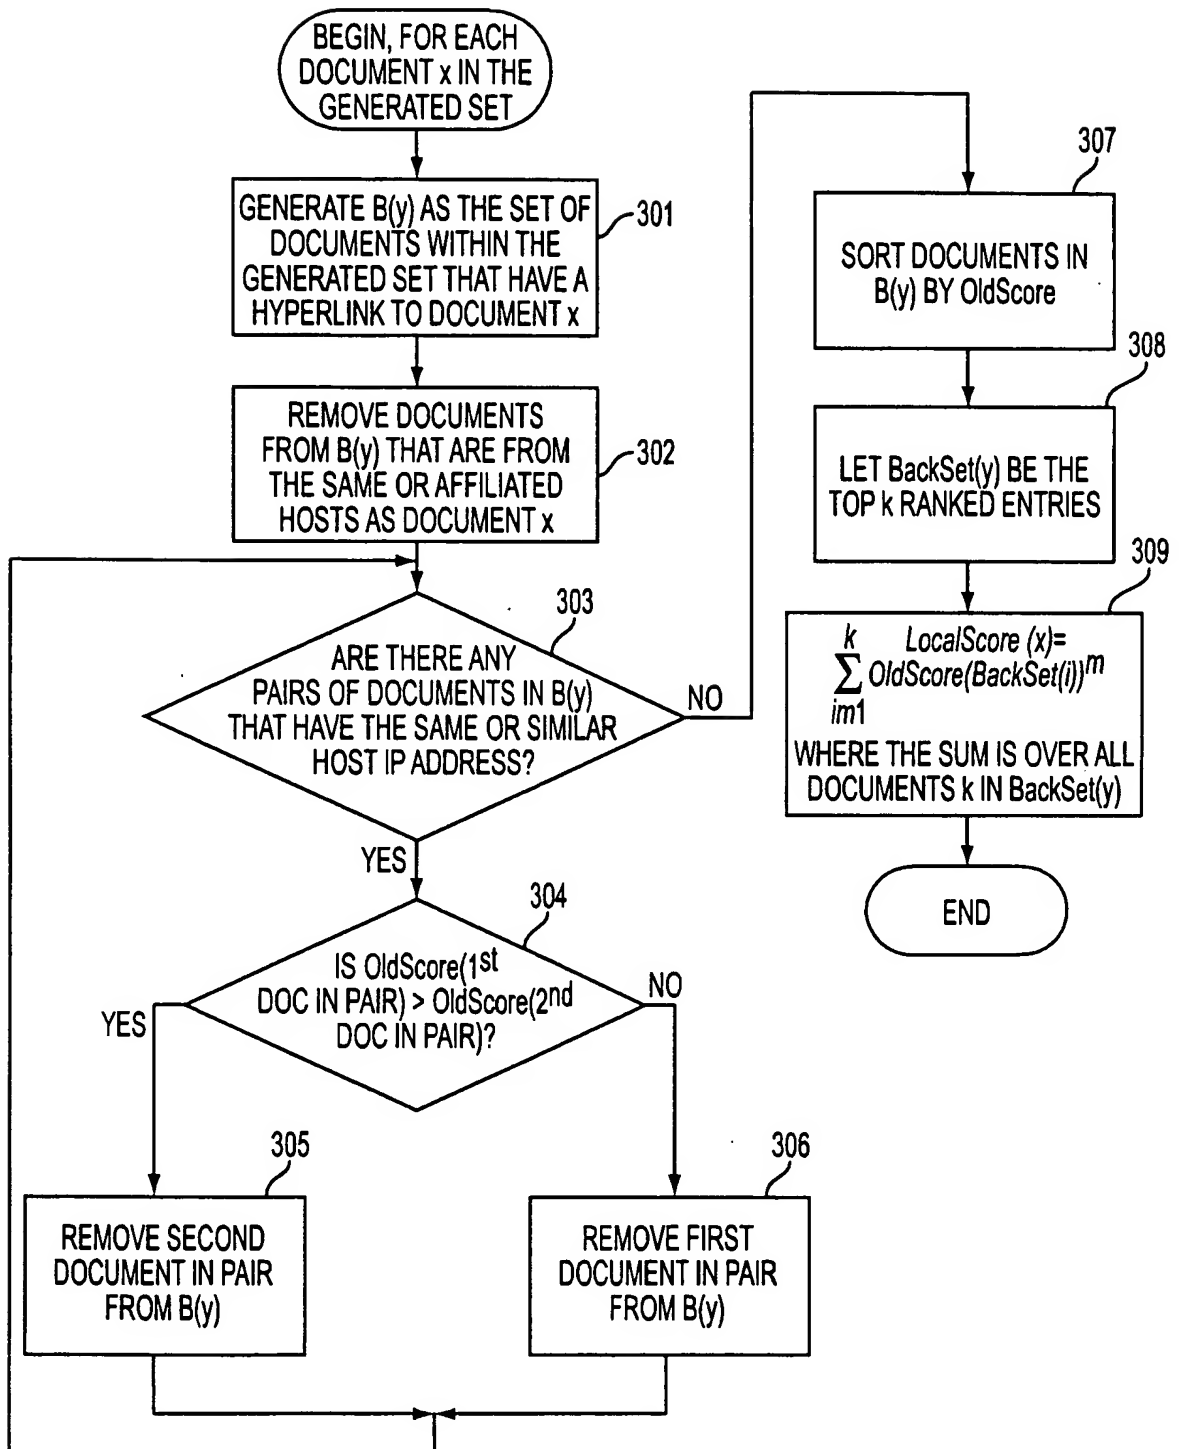 BEGIN, FOR EACH
DOCUMENT x IN THE
GENERATED SET
GENERATE B(y) AS THE SET OF
DOCUMENTS WITHIN THE
GENERATED SET THAT HAVE A
HYPERLINK TO DOCUMENT x
301
REMOVE DOCUMENTS
FROM B(y) THAT ARE FROM
THE SAME OR AFFILIATED
HOSTS AS DOCUMENT x
302
303
ARE THERE ANY
PAIRS OF DOCUMENTS IN B(y)
THAT HAVE THE SAME OR SIMILAR
HOST IP ADDRESS?
NO
YES
304
IS OldScore(1st
DOC IN PAIR) > OldScore(2nd
DOC IN PAIR)?
YES
NO
305
REMOVE SECOND
DOCUMENT IN PAIR
FROM B(y)
306
REMOVE FIRST
DOCUMENT IN PAIR
FROM B(y)
307
SORT DOCUMENTS IN
B(y) BY OldScore
308
LET BackSet(y) BE THE
TOP k RANKED ENTRIES
309
k
LocalScore (x)=
∑ OldScore(BackSet(i))m
im1
WHERE THE SUM IS OVER ALL
DOCUMENTS k IN BackSet(y)
END